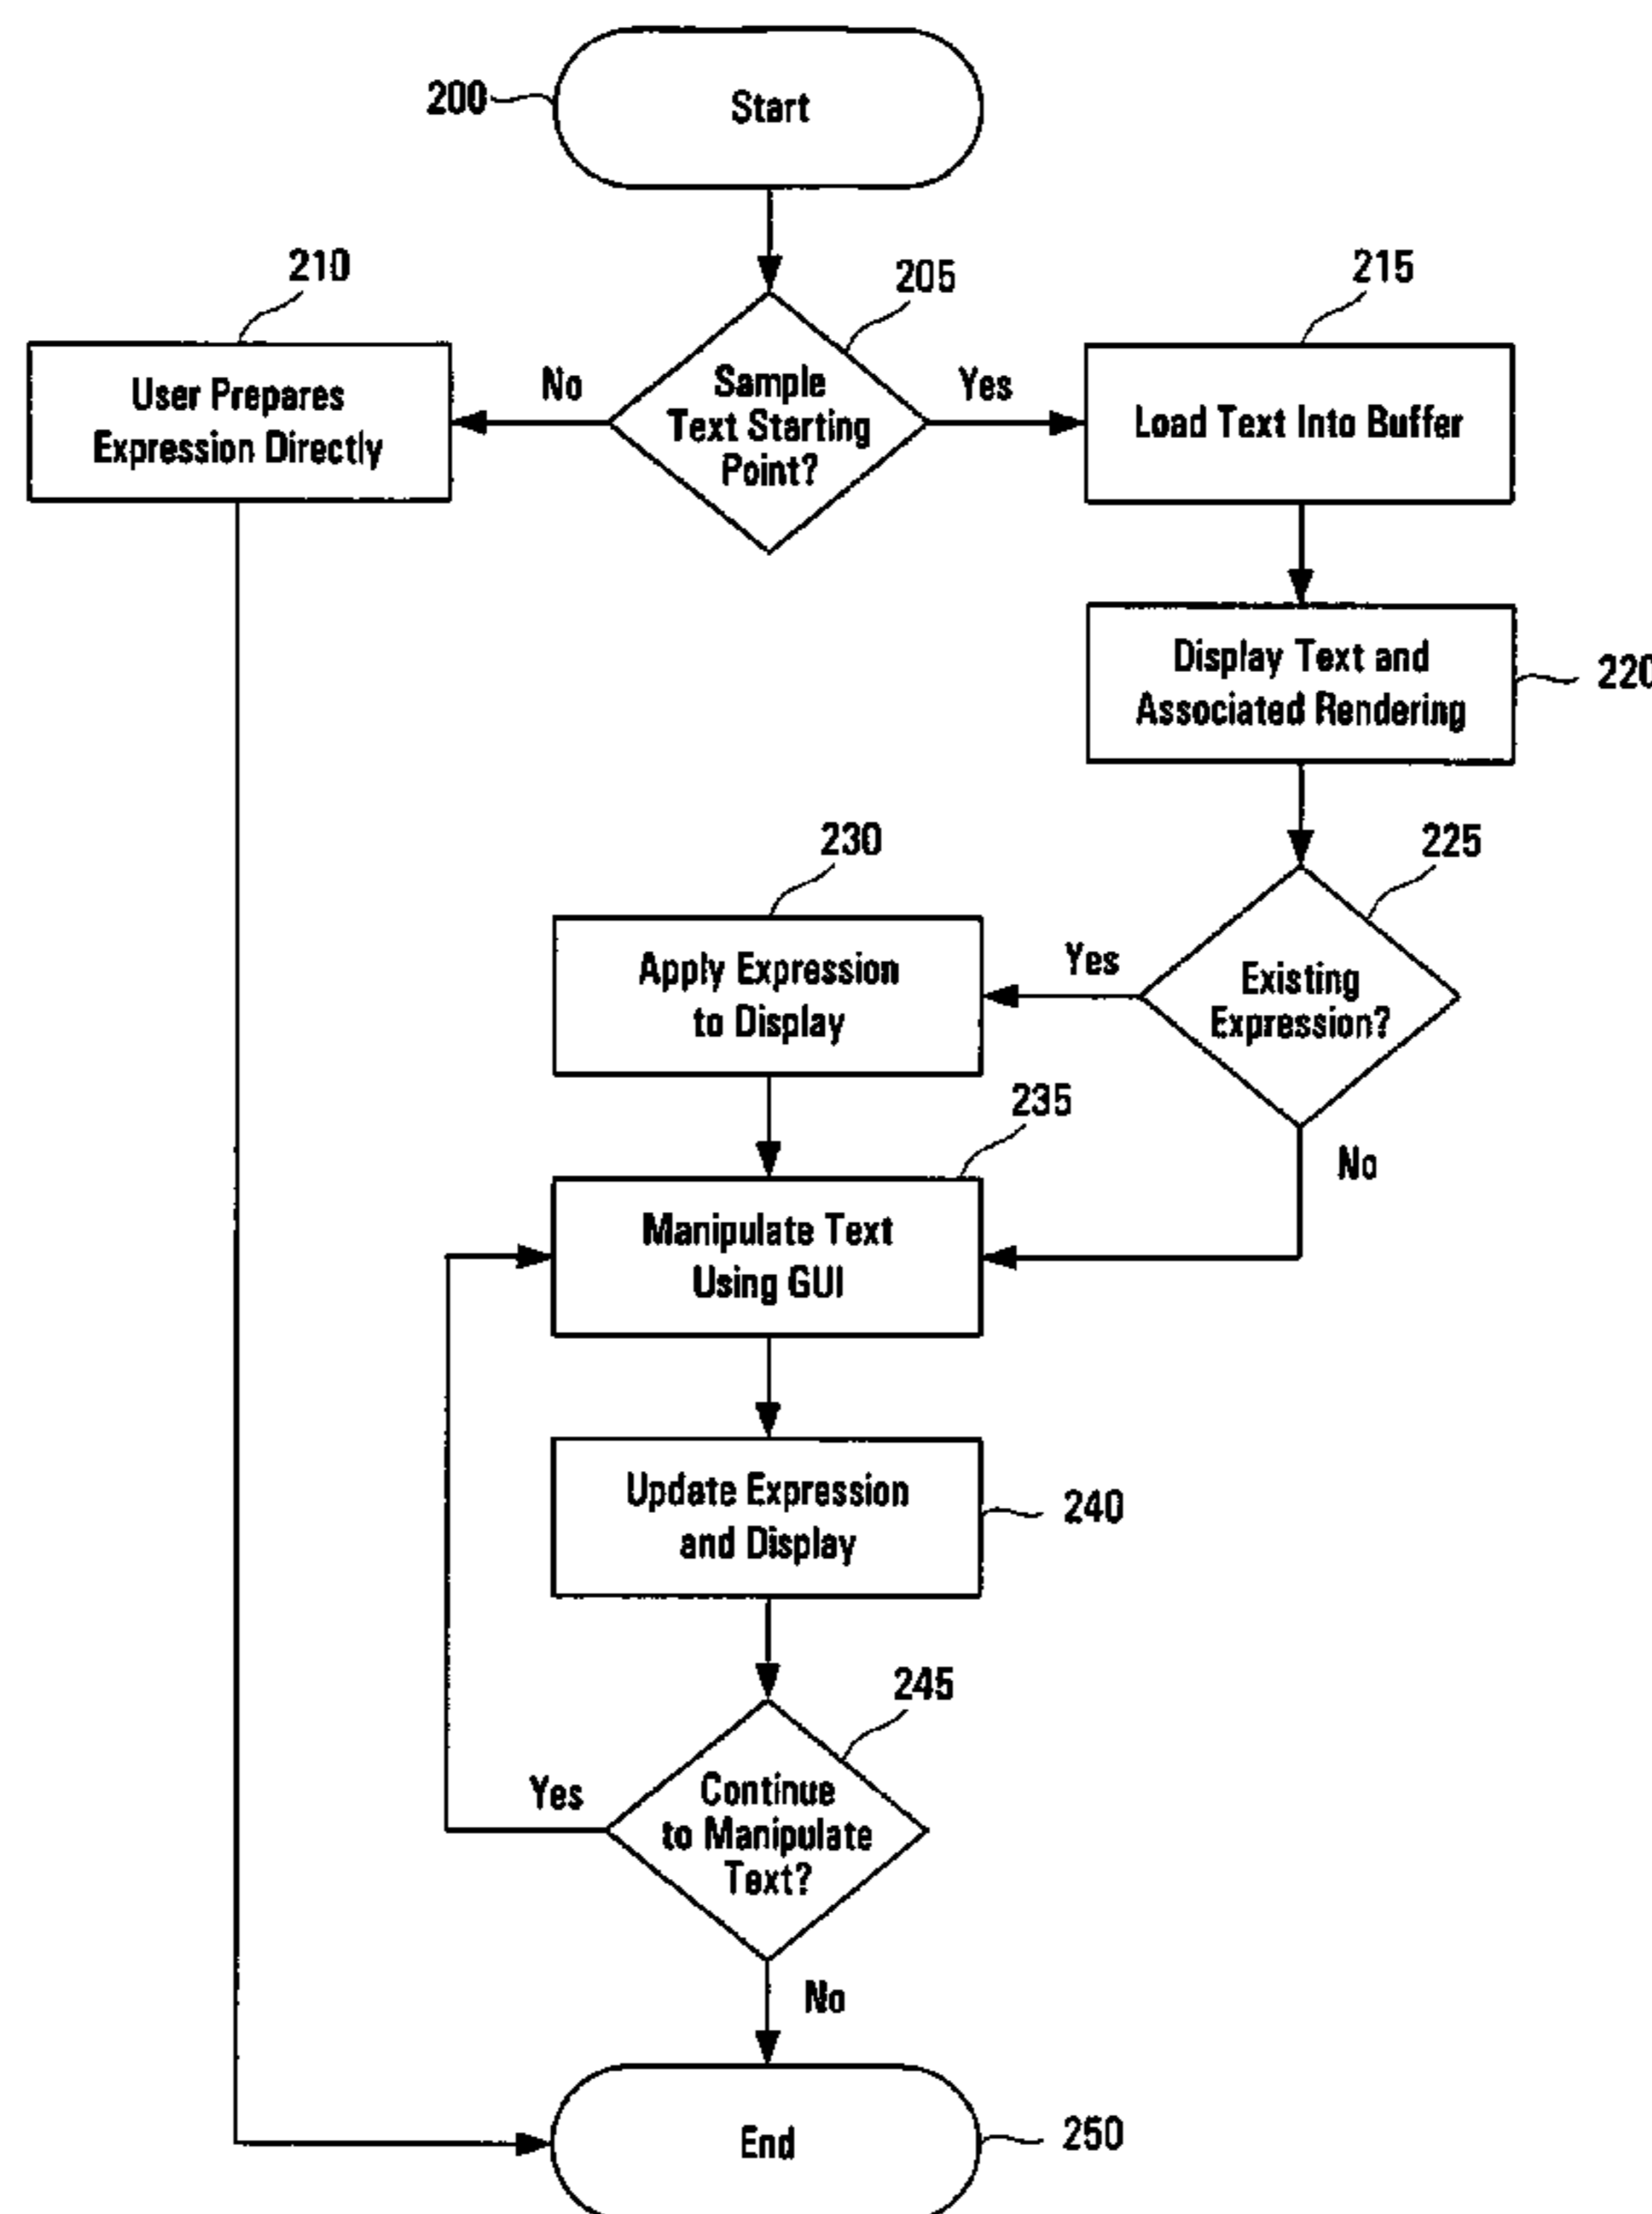 200
Start
210
205
215
User Prepares
Expression Directly
No
Sample
Text Starting
Point?
Yes
Load Text Into Buffer
Display Text and
Associated Rendering
220
230
225
Apply Expression
to Display
Yes
Existing
Expression?
235
No
Manipulate Text
Using GUI
Update Expression
and Display
240
245
Yes
Continue
to Manipulate
Text?
No
End
250